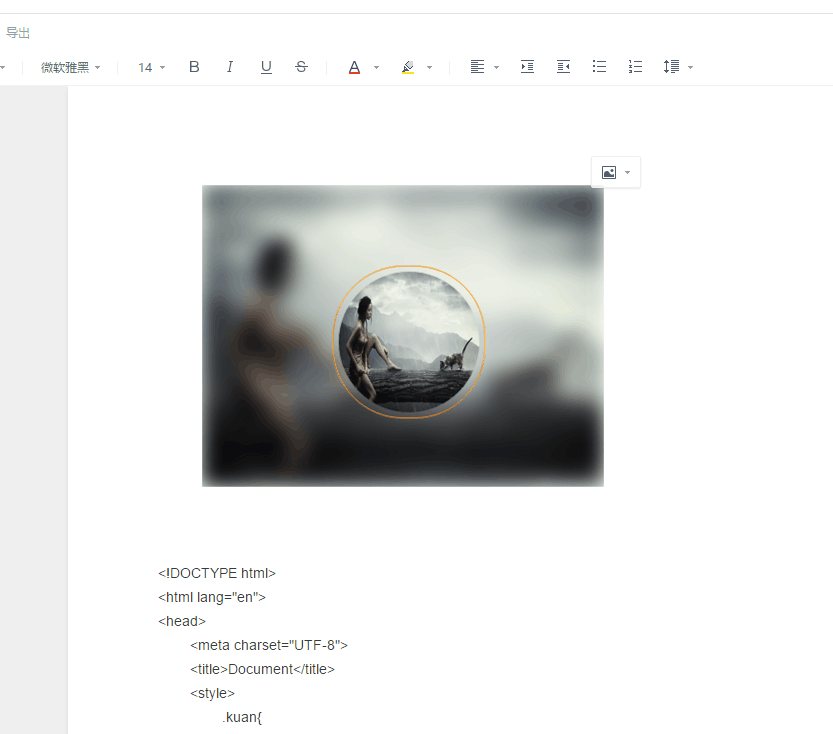 导出
微软雅黑 14 B I U S A
<!DOCTYPE html>
<html lang="en">
<head>
<meta charset="UTF-8">
<title>Document</title>
<style>
.kuan{